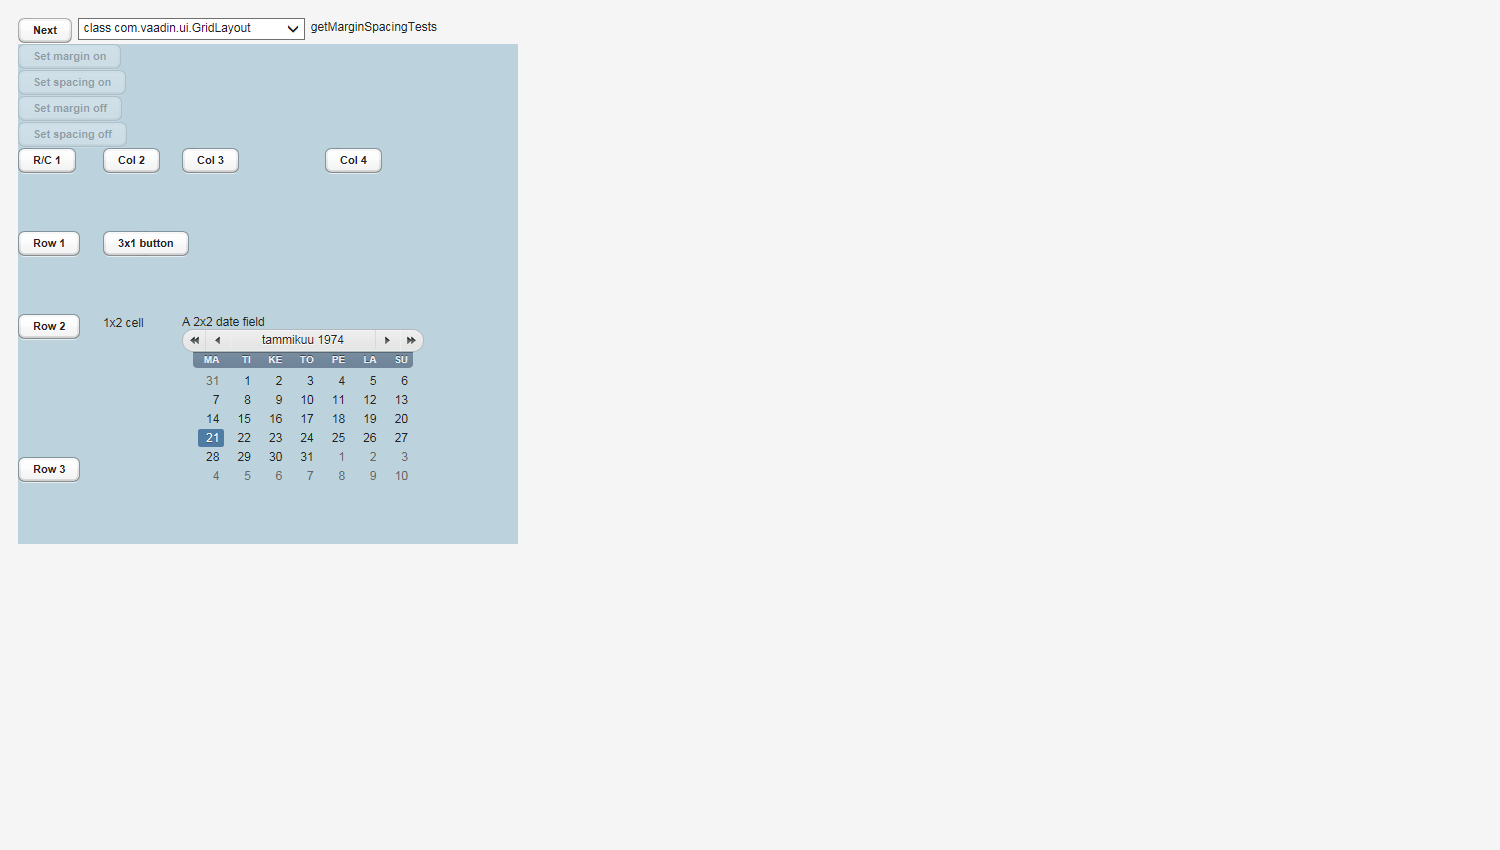 Next class com.vaadin.ui.GridLayout getMarginSpacingTests
Set margin on
Set spacing on
Set margin off
Set spacing off
R/C 1 Col 2 Col 3 Col 4
Row 1 3x1 button
Row 2 1x2 cell A 2x2 date field
tammikuu 1974
MA TI KE TO PE LA SU
31 1 2 3 4 5 6
7 8 9 10 11 12 13
14 15 16 17 18 19 20
21 22 23 24 25 26 27
28 29 30 31 1 2 3
Row 3
4 5 6 7 8 9 10